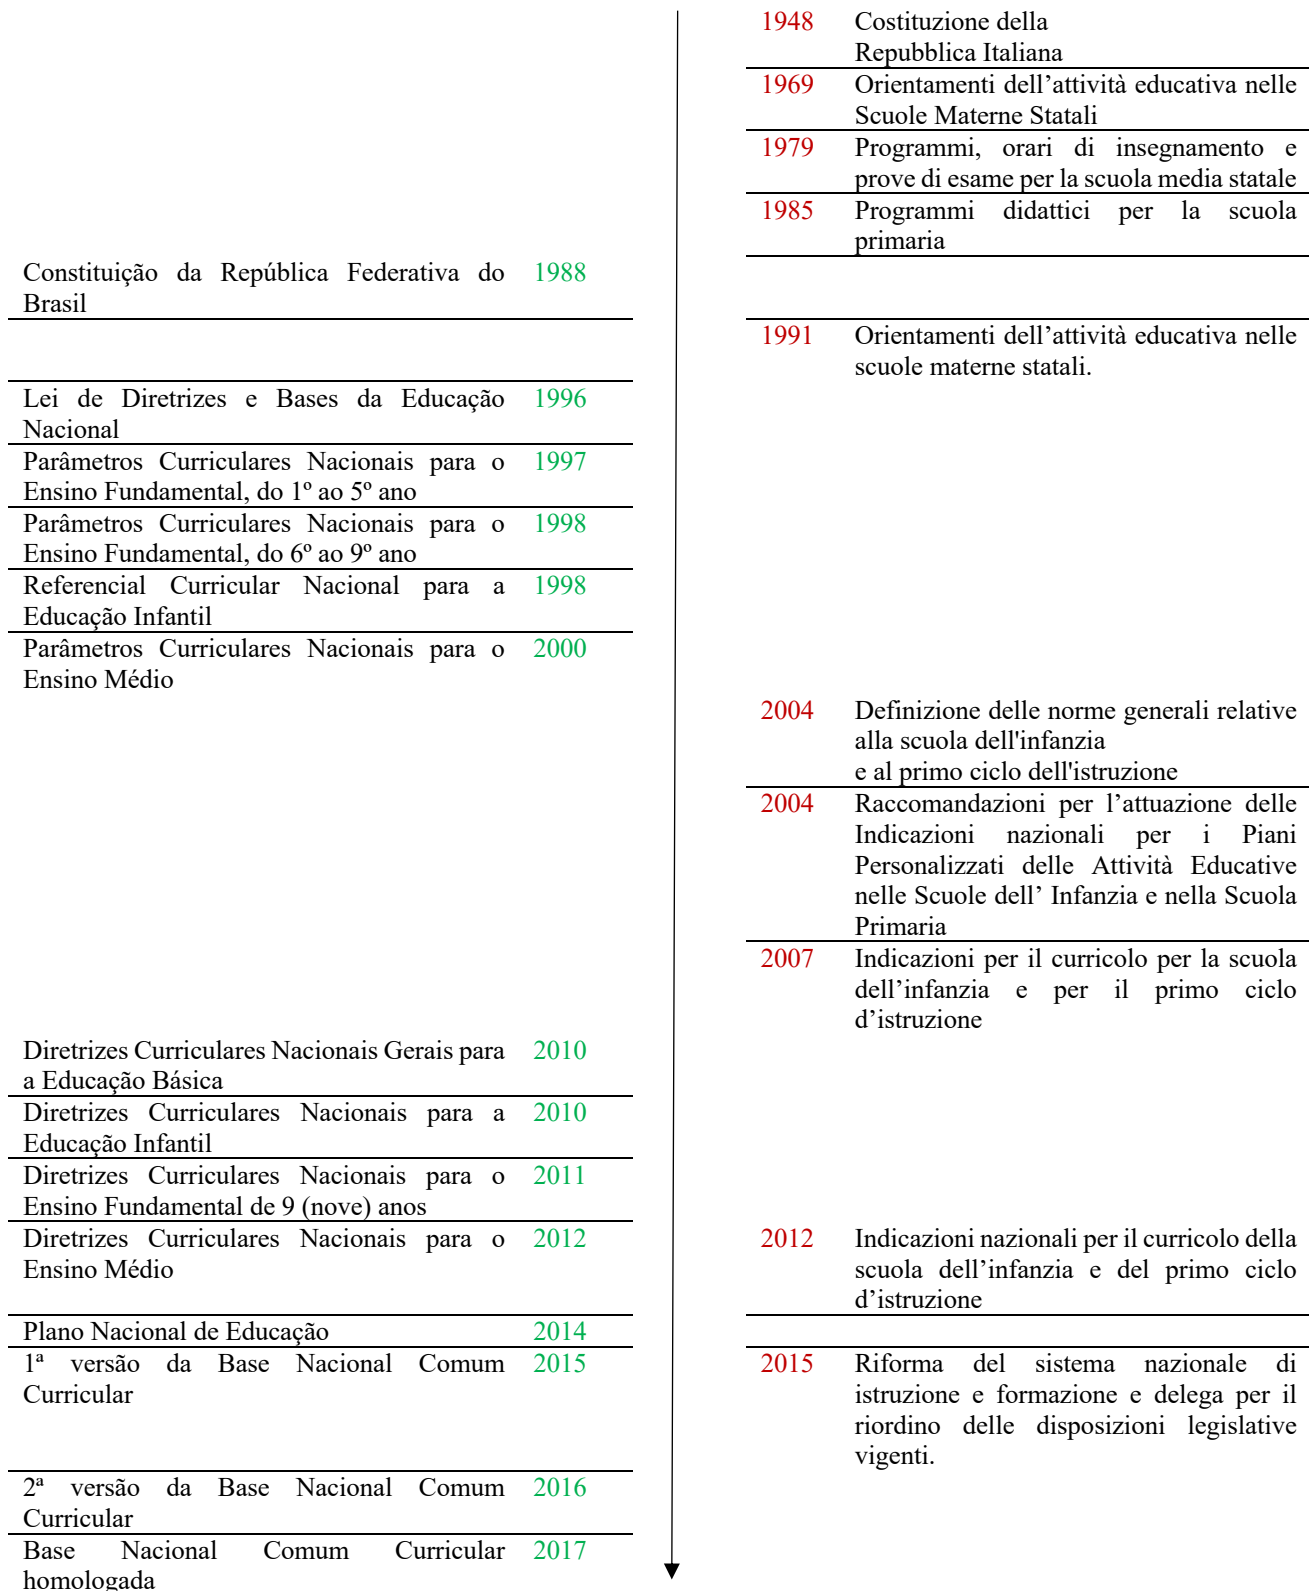 1948 Costituzione della
Repubblica Italiana
1969 Orientamenti dell’attività educativa nelle
Scuole Materne Statali
1979 Programmi, orari di insegnamento e
prove di esame per la scuola media statale
1985 Programmi didattici per la scuola
primaria
Constituição da República Federativa do 1988
Brasil
1991 Orientamenti dell’attività educativa nelle
scuole materne statali.
Lei de Diretrizes e Bases da Educação 1996
Nacional
Parâmetros Curriculares Nacionais para o 1997
Ensino Fundamental, do 1º ao 5º ano
Parâmetros Curriculares Nacionais para o 1998
Ensino Fundamental, do 6º ao 9º ano
Referencial Curricular Nacional para a 1998
Educação Infantil
Parâmetros Curriculares Nacionais para o 2000
Ensino Médio
2004 Definizione delle norme generali relative
alla scuola dell'infanzia
e al primo ciclo dell'istruzione
2004 Raccomandazioni per l’attuazione delle
Indicazioni nazionali per i Piani
Personalizzati delle Attività Educative
nelle Scuole dell’ Infanzia e nella Scuola
Primaria
2007 Indicazioni per il curricolo per la scuola
dell’infanzia e per il primo ciclo
d’istruzione
Diretrizes Curriculares Nacionais Gerais para 2010
a Educação Básica
Diretrizes Curriculares Nacionais para a 2010
Educação Infantil
Diretrizes Curriculares Nacionais para o 2011
Ensino Fundamental de 9 (nove) anos
Diretrizes Curriculares Nacionais para o 2012
Ensino Médio
2012 Indicazioni nazionali per il curricolo della
scuola dell’infanzia e del primo ciclo
d’istruzione
Plano Nacional de Educação 2014
1ª versão da Base Nacional Comum 2015
Curricular
2015 Riforma del sistema nazionale di
istruzione e formazione e delega per il
riordino delle disposizioni legislative
vigenti.
2ª versão da Base Nacional Comum 2016
Curricular
Base Nacional Comum Curricular 2017
homologada